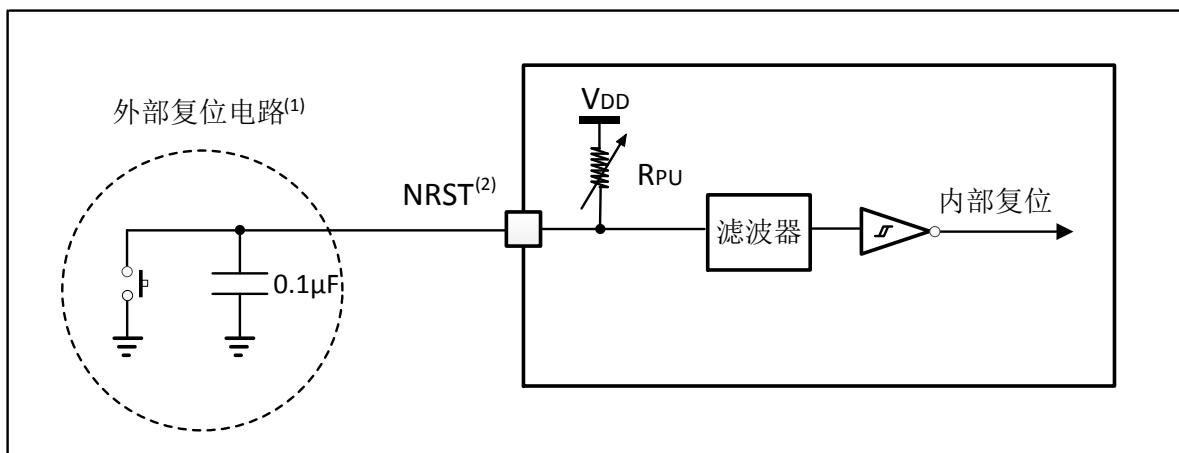 外部复位电路(1)
VDD
RPU
NRST(2)
滤波器
内部复位
0.1µF